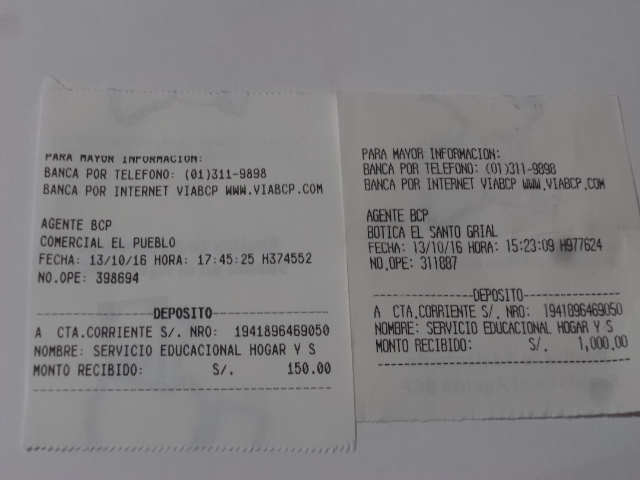 PARA MAYOR INFORMACION:
BANCA POR TELEFONO: (01)311-9898
BANCA POR INTERNET VIABCP WWW.VIABCP.COM
AGENTE BCP
COMERCIAL EL PUEBLO
FECHA: 13/10/16 HORA: 17:45:25 H374552
NO.OPE: 398694
------------DEPOSITO------------
A CTA.CORRIENTE S/. NRO: 1941896469050
NOMBRE: SERVICIO EDUCACIONAL HOGAR Y S
MONTO RECIBIDO: S/. 150.00
PARA MAYOR INFORMACION:
BANCA POR TELEFONO: (01)311-9898
BANCA POR INTERNET VIABCP WWW.VIABCP.COM
AGENTE BCP
BOTICA EL SANTO GRIAL
FECHA: 13/10/16 HORA: 15:23:09 H977624
NO.OPE: 311887
------------DEPOSITO------------
A CTA.CORRIENTE S/. NRO: 1941896469050
NOMBRE: SERVICIO EDUCACIONAL HOGAR Y S
MONTO RECIBIDO: S/. 1,000.00